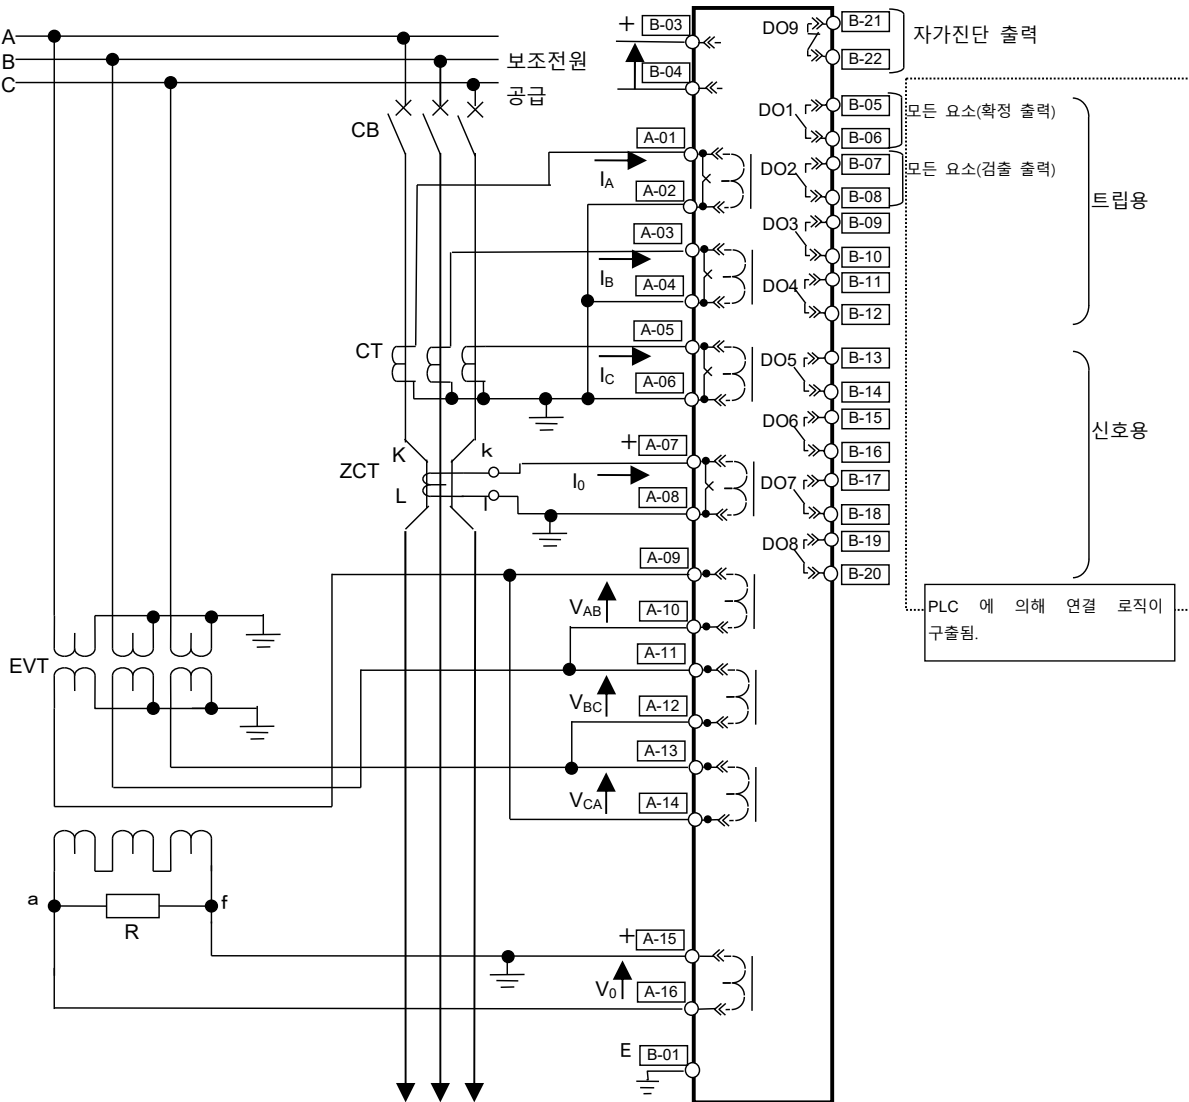 A
B
C
보조전원
공급
CB
CT
ZCT
K
L
k
l
EVT
a
R
f
+
B-03
B-04
A-01
I_A
A-02
A-03
I_B
A-04
A-05
I_C
A-06
+
A-07
I_0
A-08
A-09
V_AB
A-10
A-11
V_BC
A-12
A-13
V_CA
A-14
+
A-15
V_0
A-16
E
B-01
DO9
B-21
B-22
자가진단 출력
DO1
B-05
B-06
모든 요소(확정 출력)
DO2
B-07
B-08
모든 요소(검출 출력)
DO3
B-09
B-10
DO4
B-11
B-12
트립용
DO5
B-13
B-14
DO6
B-15
B-16
DO7
B-17
B-18
DO8
B-19
B-20
신호용
PLC 에 의해 연결 로직이
구출됨.